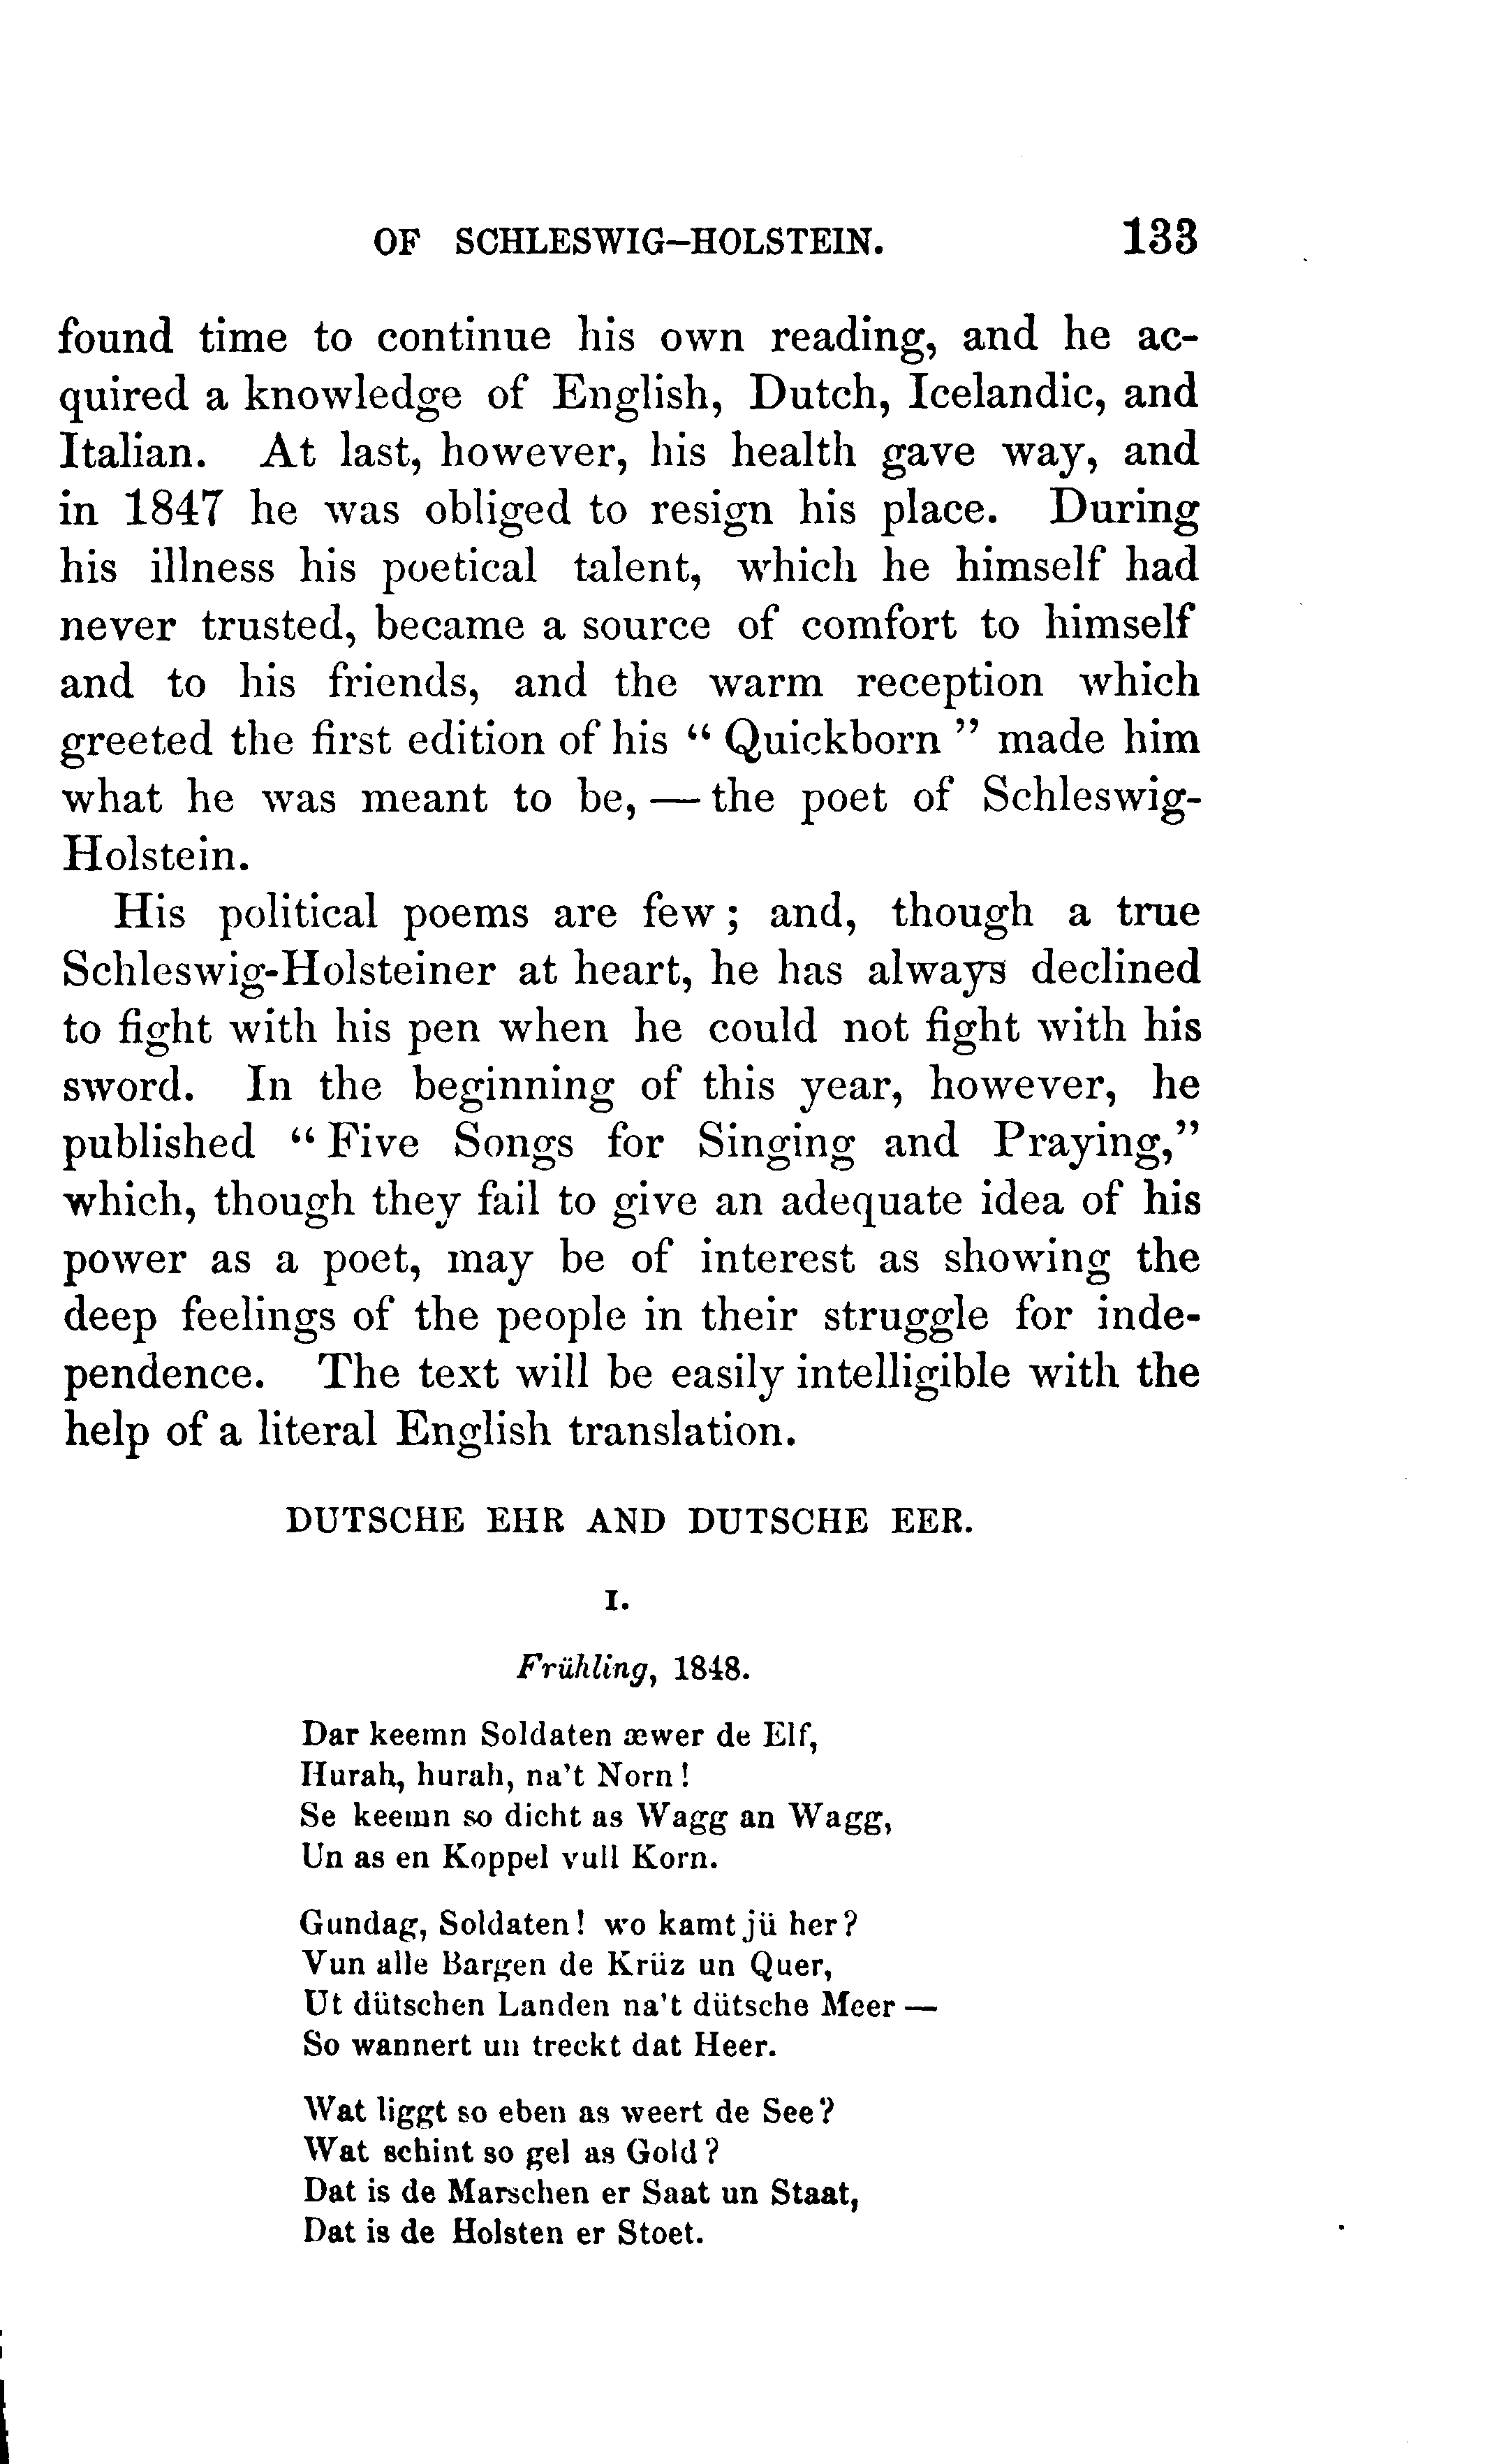 OF SCHLESWIG-HOLSTEIN. 133
found time to continue his own reading, and he ac-
quired a knowledge of English, Dutch, Icelandic, and
Italian. At last, however, his health gave way, and
in 1847 he was obliged to resign his place. During
his illness his poetical talent, which he himself had
never trusted, became a source of comfort to himself
and to his friends, and the warm reception which
greeted the first edition of his “ Quickborn ” made him
what he was meant to be, — the poet of Schleswig-
Holstein.
His political poems are few ; and, though a true
Schleswig-Holsteiner at heart, he has always declined
to fight with his pen when he could not fight with his
sword. In the beginning of this year, however, he
published “ Five Songs for Singing and Praying,”
which, though they fail to give an adequate idea of his
power as a poet, may be of interest as showing the
deep feelings of the people in their struggle for inde-
pendence. The text will be easily intelligible with the
help of a literal English translation.
DUTSCHE EHR AND DUTSCHE EER.
I.
Frühling, 1848.
Dar keemn Soldaten æwer de Elf,
Hurah, hurah, na't Norn !
Se keemn so dicht as Wagg an Wagg,
Un as en Koppel vull Korn.
Gundag, Soldaten ! wo kamt jü her ?
Vun alle Bargen de Krüz un Quer,
Ut dütschen Landen na't dütsche Meer —
So wannert un treckt dat Heer.
Wat liggt so eben as weert de See ?
Wat schint so gel as Gold ?
Dat is de Marschen er Saat un Staat,
Dat is de Holsten er Stoet.